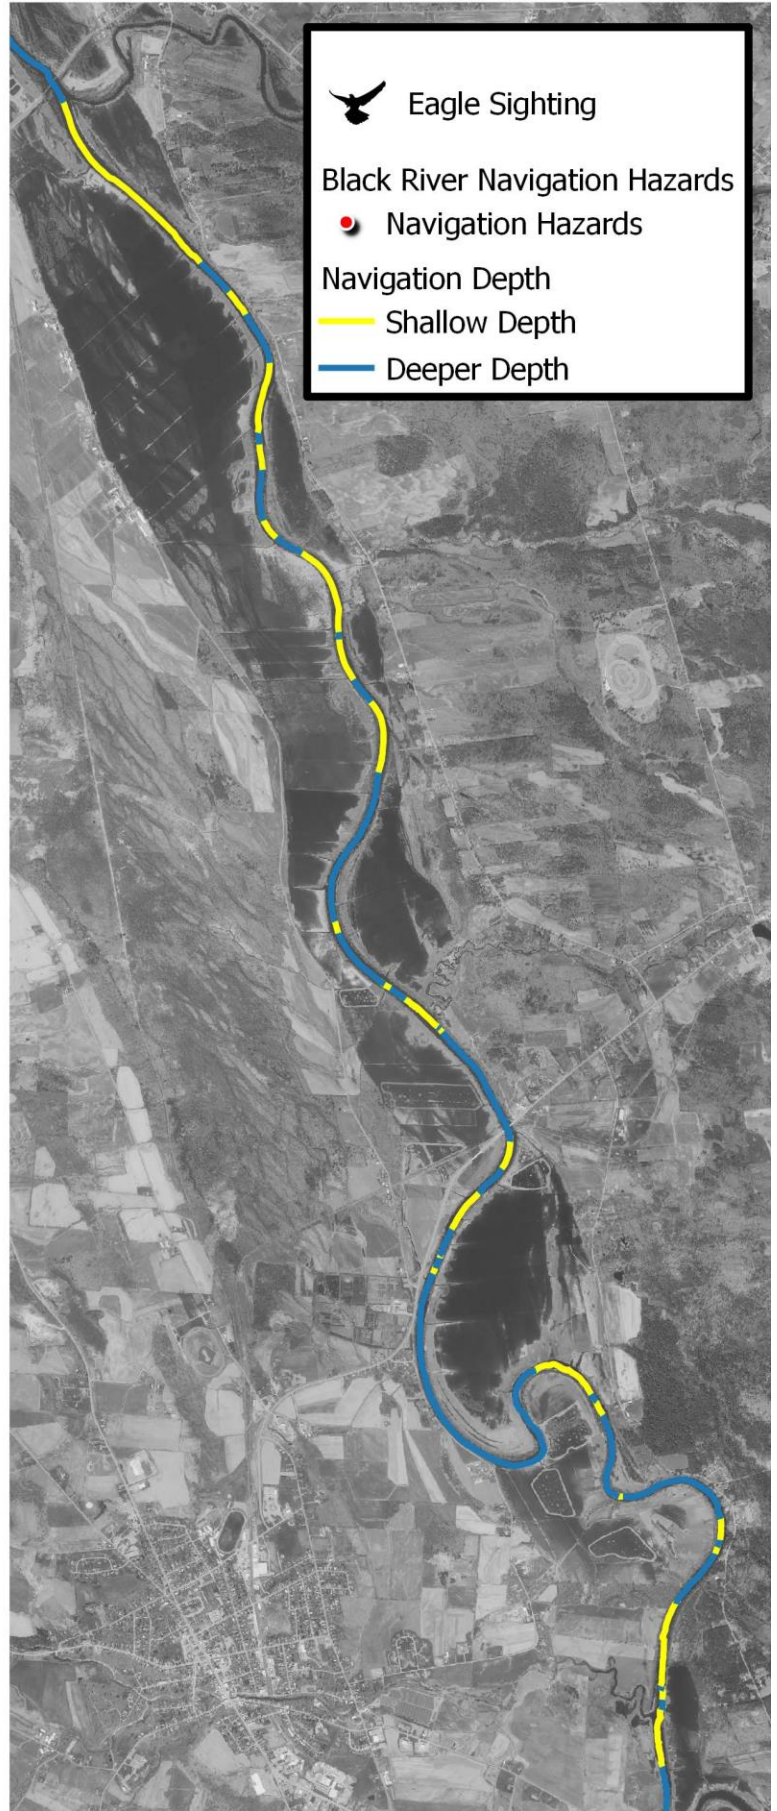 Eagle Sighting
Black River Navigation Hazards
Navigation Hazards
Navigation Depth
Shallow Depth
Deeper Depth